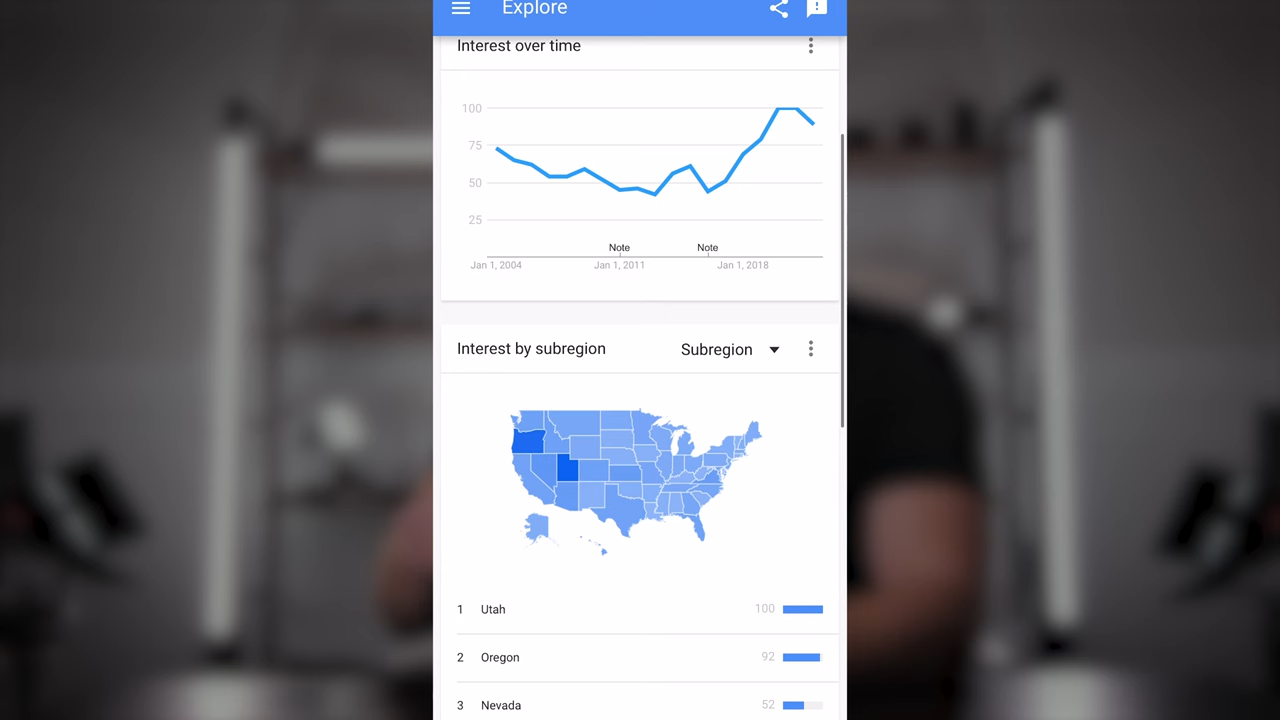 Explore
Interest over time
100
75
50
25
Note Note
Jan 1, 2004 Jan 1, 2011 Jan 1, 2018
Interest by subregion Subregion
1 Utah 100
2 Oregon 92
3 Nevada 52